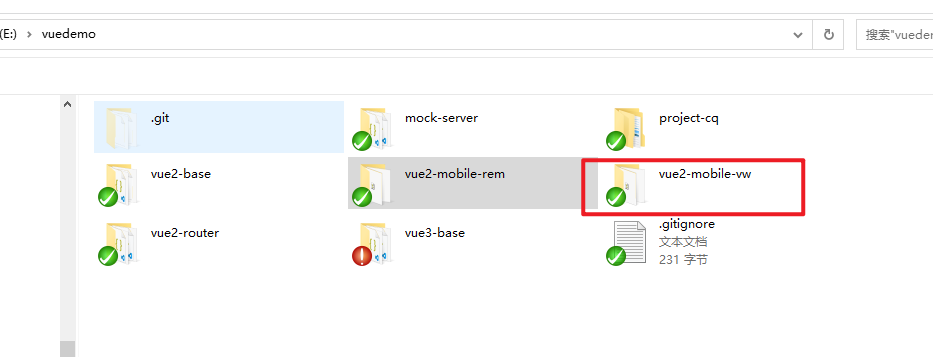 (E:) > vuedemo
搜索"vueden
.git
mock-server
project-cq
vue2-base
vue2-mobile-rem
vue2-mobile-vw
vue2-router
vue3-base
.gitignore
文本文档
231 字节